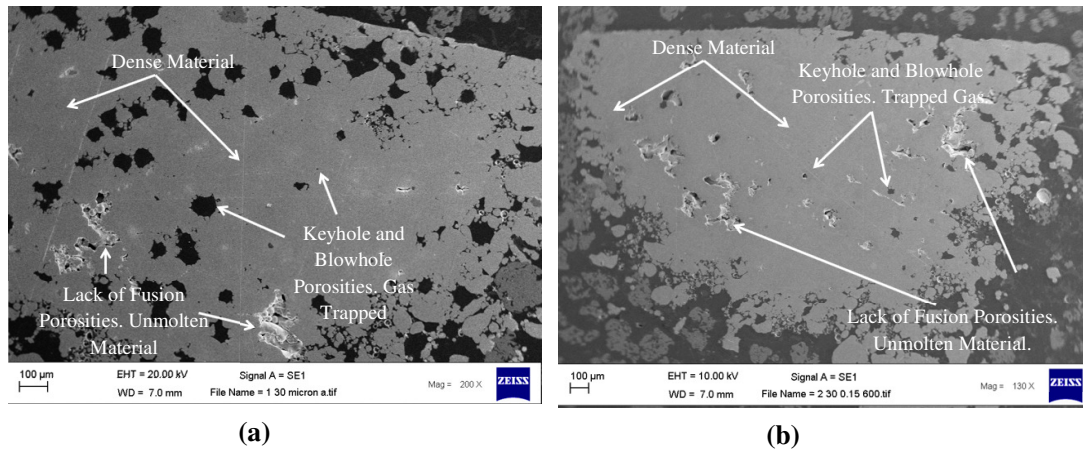 Dense Material
Keyhole and
Blowhole
Porosities. Gas
Trapped
Lack of Fusion
Porosities. Unmolten
Material
100 µm
EHT = 20.00 kV
Signal A = SE1
WD = 7.0 mm
File Name = 1 30 micron a.tif
Mag = 200 X
ZEISS
(a)
Dense Material
Keyhole and Blowhole
Porosities. Trapped Gas.
Lack of Fusion Porosities.
Unmolten Material.
100 µm
EHT = 10.00 kV
Signal A = SE1
WD = 7.0 mm
File Name = 2 30 0.15 600.tif
Mag = 130 X
ZEISS
(b)